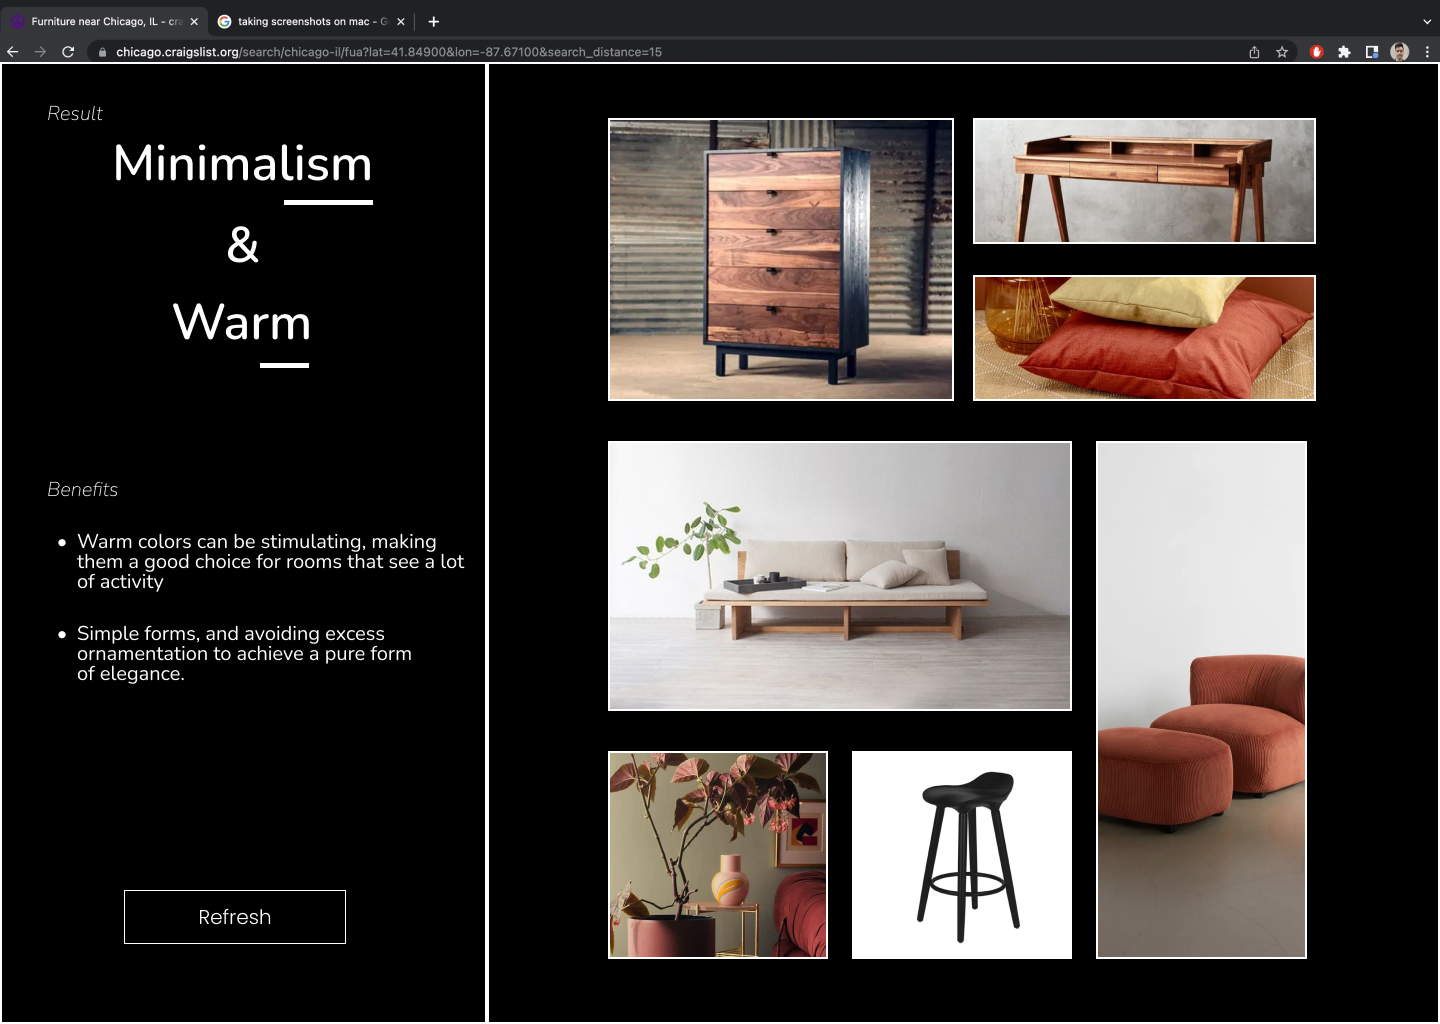 Furniture near Chicago, IL - cra
taking screenshots on mac - G
chicago.craigslist.org/search/chicago-il/fua?lat=41.84900&lon=-87.67100&search_distance=15
Result
Minimalism
&
Warm
Benefits
• Warm colors can be stimulating, making
them a good choice for rooms that see a lot
of activity
• Simple forms, and avoiding excess
ornamentation to achieve a pure form
of elegance.
Refresh